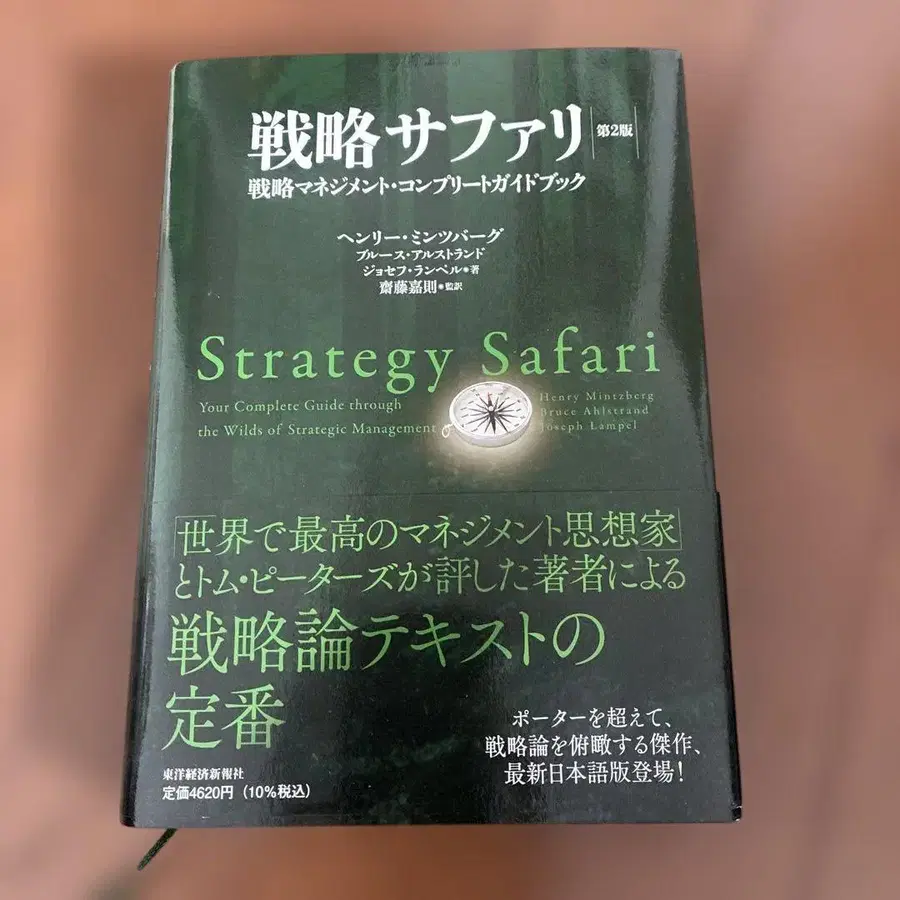 戦略サファリ 第2版
戦略マネジメント・コンプリートガイドブック
ヘンリー・ミンツバーグ
ブルース・アルストランド
ジョセフ・ランペル●著
齋藤嘉則●監訳
Strategy Safari
Your Complete Guide through
the Wilds of Strategic Management
Henry Mintzberg
Bruce Ahlstrand
Joseph Lampel
「世界で最高のマネジメント思想家」
とトム・ピーターズが評した著者による
戦略論テキストの
定番
ポーターを超えて、
戦略論を俯瞰する傑作、
最新日本語版登場！
東洋経済新報社
定価4620円（10%税込）